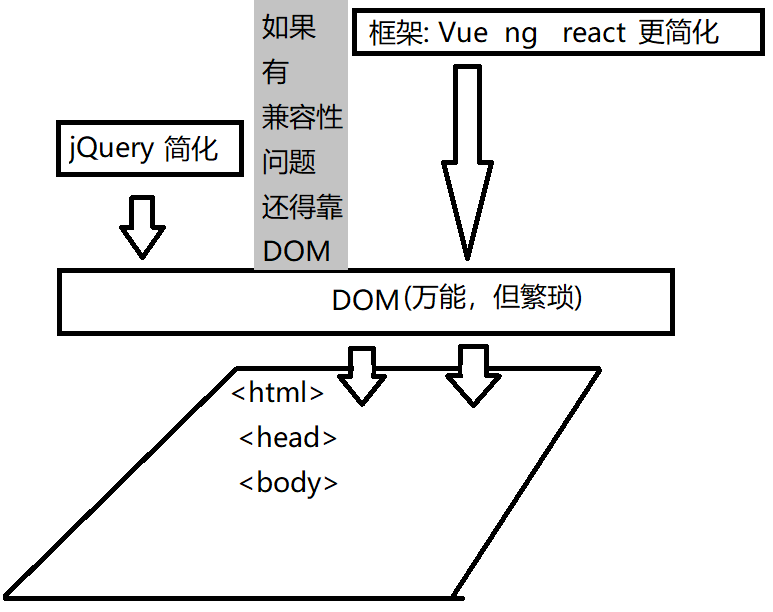 如果
有
兼容性
问题
还得靠
DOM
框架: Vue ng react 更简化
jQuery 简化
DOM(万能，但繁琐)
<html>
<head>
<body>